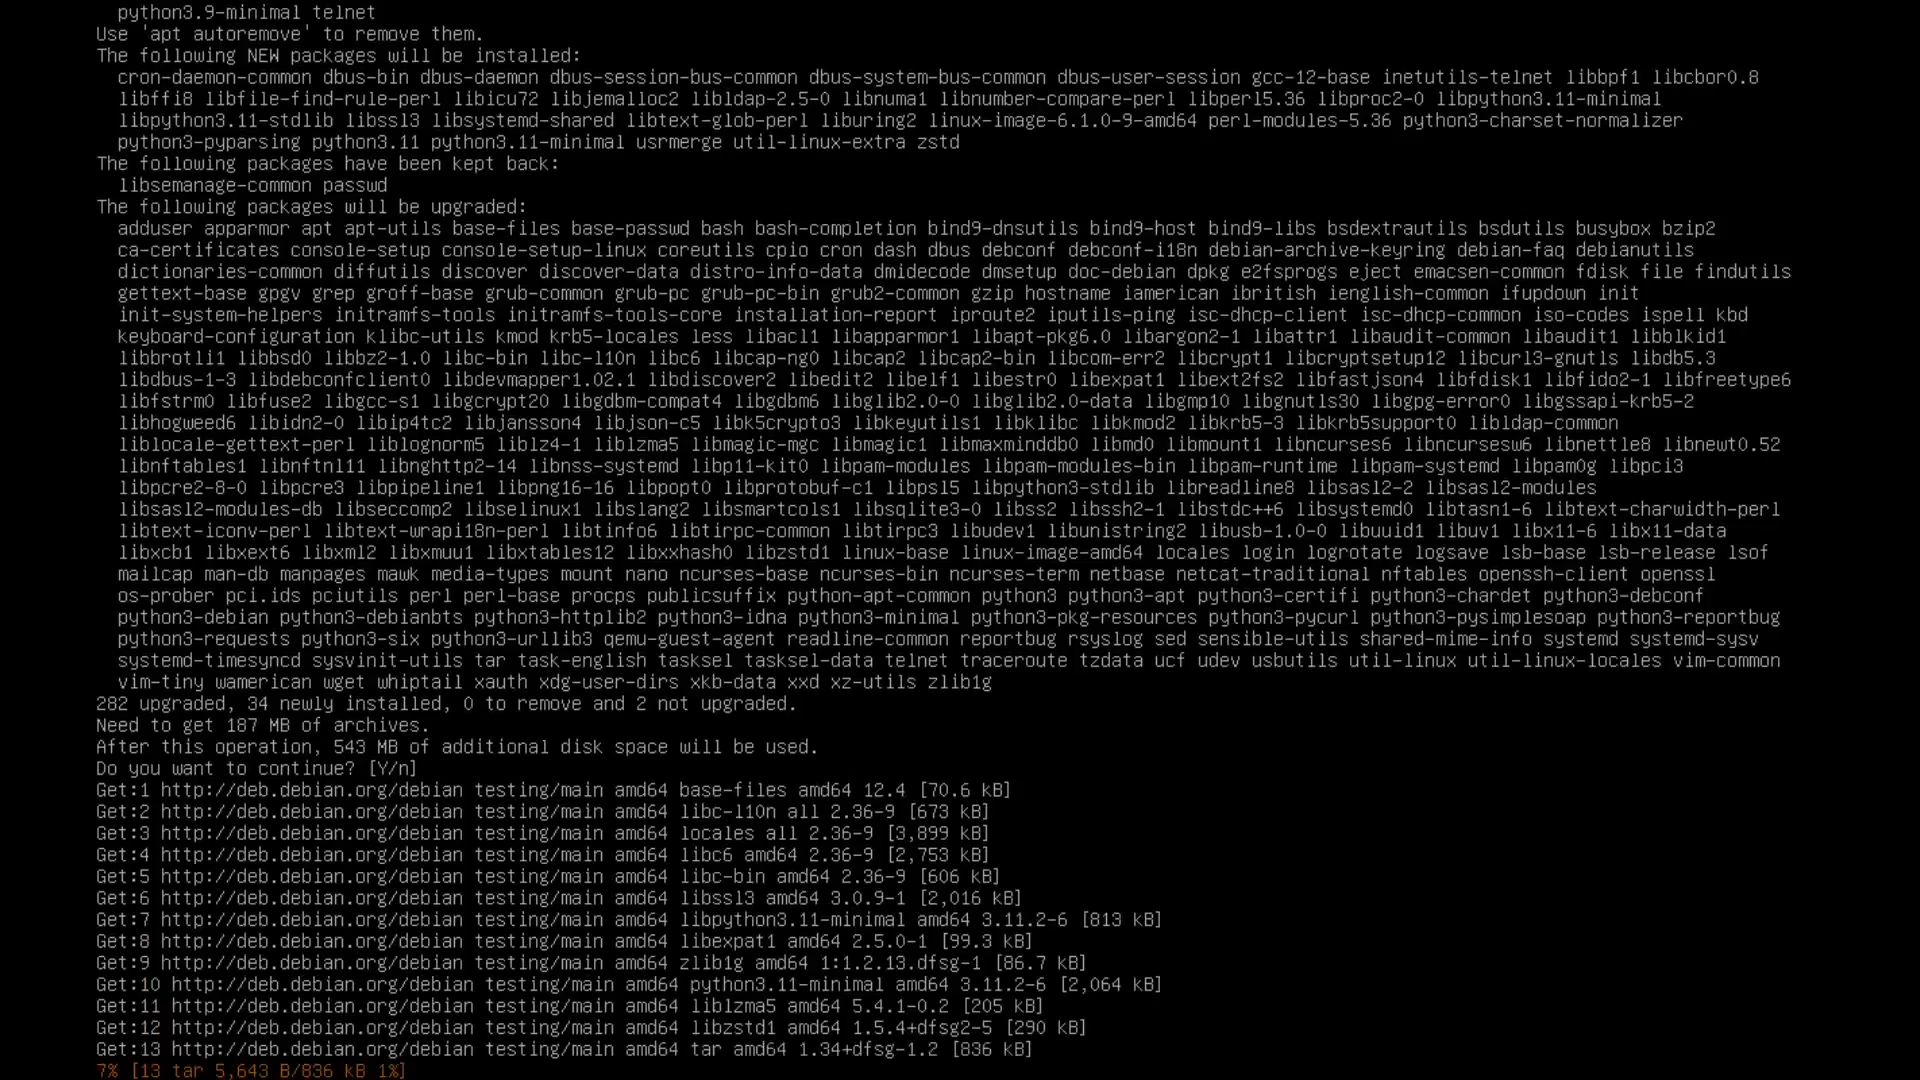 python3.9-minimal telnet
Use 'apt autoremove' to remove them.
The following NEW packages will be installed:
cron-daemon-common dbus-bin dbus-daemon dbus-session-bus-common dbus-system-bus-common dbus-user-session gcc-12-base inetutils-telnet libbpf1 libcbor0.8
libffi8 libfile-find-rule-perl libicu72 libjemalloc2 libldap-2.5-0 libnuma1 libnumber-compare-perl libperl5.36 libproc2-0 libpython3.11-minimal
libpython3.11-stdlib libssl3 libsystemd-shared libtext-glob-perl liburing2 linux-image-6.1.0-9-amd64 perl-modules-5.36 python3-charset-normalizer
python3-pyparsing python3.11 python3.11-minimal usrmerge util-linux-extra zstd
The following packages have been kept back:
libsemanage-common passwd
The following packages will be upgraded:
adduser apparmor apt apt-utils base-files base-passwd bash bash-completion bind9-dnsutils bind9-host bind9-libs bsdextrautils bsdutils busybox bzip2
ca-certificates console-setup console-setup-linux coreutils cpio cron dash dbus debconf debconf-i18n debian-archive-keyring debian-faq debianutils
dictionaries-common diffutils discover discover-data distro-info-data dmidecode dmsetup doc-debian dpkg e2fsprogs eject emacsen-common fdisk file findutils
gettext-base gpgv grep groff-base grub-common grub-pc grub-pc-bin grub2-common gzip hostname iamerican ibritish ienglish-common ifupdown init
init-system-helpers initramfs-tools initramfs-tools-core installation-report iproute2 iputils-ping isc-dhcp-client isc-dhcp-common iso-codes ispell kbd
keyboard-configuration klibc-utils kmod krb5-locales less libacl1 libapparmor1 libapt-pkg6.0 libargon2-1 libattr1 libaudit-common libaudit1 libblkid1
libbrotli1 libbsd0 libbz2-1.0 libc-bin libc-l10n libc6 libcap-ng0 libcap2 libcap2-bin libcom-err2 libcrypt1 libcryptsetup12 libcurl3-gnutls libdb5.3
libdbus-1-3 libdebconfclient0 libdevmapper1.02.1 libdiscover2 libedit2 libelf1 libestr0 libexpat1 libext2fs2 libfastjson4 libfdisk1 libfido2-1 libfreetype6
libfstrm0 libfuse2 libgcc-s1 libgcrypt20 libgdbm-compat4 libgdbm6 libglib2.0-0 libglib2.0-data libgmp10 libgnutls30 libgpg-error0 libgssapi-krb5-2
libhogweed6 libidn2-0 libip4tc2 libjansson4 libjson-c5 libk5crypto3 libkeyutils1 libklibc libkmod2 libkrb5-3 libkrb5support0 libldap-common
liblocale-gettext-perl liblognorm5 liblz4-1 liblzma5 libmagic-mgc libmagic1 libmaxminddb0 libmd0 libmount1 libncurses6 libncursesw6 libnettle8 libnewt0.52
libnftables1 libnftnl11 libnghttp2-14 libnss-systemd libp11-kit0 libpam-modules libpam-modules-bin libpam-runtime libpam-systemd libpam0g libpci3
libpcre2-8-0 libpcre3 libpipeline1 libpng16-16 libpopt0 libprotobuf-c1 libpsl5 libpython3-stdlib libreadline8 libsasl2-2 libsasl2-modules
libsasl2-modules-db libseccomp2 libselinux1 libslang2 libsmartcols1 libsqlite3-0 libss2 libssh2-1 libstdc++6 libsystemd0 libtasn1-6 libtext-charwidth-perl
libtext-iconv-perl libtext-wrapi18n-perl libtinfo6 libtirpc-common libtirpc3 libudev1 libunistring2 libusb-1.0-0 libuuid1 libuv1 libx11-6 libx11-data
libxcb1 libxext6 libxml2 libxmuu1 libxtables12 libxxhash0 libzstd1 linux-base linux-image-amd64 locales login logrotate logsave lsb-base lsb-release lsof
mailcap man-db manpages mawk media-types mount nano ncurses-base ncurses-bin ncurses-term netbase netcat-traditional nftables openssh-client openssl
os-prober pci.ids pciutils perl perl-base procps publicsuffix python-apt-common python3 python3-apt python3-certifi python3-chardet python3-debconf
python3-debian python3-debianbts python3-httplib2 python3-idna python3-minimal python3-pkg-resources python3-pycurl python3-pysimplesoap python3-reportbug
python3-requests python3-six python3-urllib3 qemu-guest-agent readline-common reportbug rsyslog sed sensible-utils shared-mime-info systemd systemd-sysv
systemd-timesyncd sysvinit-utils tar task-english tasksel tasksel-data telnet traceroute tzdata ucf udev usbutils util-linux util-linux-locales vim-common
vim-tiny wamerican wget whiptail xauth xdg-user-dirs xkb-data xxd xz-utils zlib1g
282 upgraded, 34 newly installed, 0 to remove and 2 not upgraded.
Need to get 187 MB of archives.
After this operation, 543 MB of additional disk space will be used.
Do you want to continue? [Y/n]
Get:1 http://deb.debian.org/debian testing/main amd64 base-files amd64 12.4 [70.6 kB]
Get:2 http://deb.debian.org/debian testing/main amd64 libc-l10n all 2.36-9 [673 kB]
Get:3 http://deb.debian.org/debian testing/main amd64 locales all 2.36-9 [3,899 kB]
Get:4 http://deb.debian.org/debian testing/main amd64 libc6 amd64 2.36-9 [2,753 kB]
Get:5 http://deb.debian.org/debian testing/main amd64 libc-bin amd64 2.36-9 [606 kB]
Get:6 http://deb.debian.org/debian testing/main amd64 libssl3 amd64 3.0.9-1 [2,016 kB]
Get:7 http://deb.debian.org/debian testing/main amd64 libpython3.11-minimal amd64 3.11.2-6 [813 kB]
Get:8 http://deb.debian.org/debian testing/main amd64 libexpat1 amd64 2.5.0-1 [99.3 kB]
Get:9 http://deb.debian.org/debian testing/main amd64 zlib1g amd64 1:1.2.13.dfsg-1 [86.7 kB]
Get:10 http://deb.debian.org/debian testing/main amd64 python3.11-minimal amd64 3.11.2-6 [2,064 kB]
Get:11 http://deb.debian.org/debian testing/main amd64 liblzma5 amd64 5.4.1-0.2 [205 kB]
Get:12 http://deb.debian.org/debian testing/main amd64 libzstd1 amd64 1.5.4+dfsg2-5 [290 kB]
Get:13 http://deb.debian.org/debian testing/main amd64 tar amd64 1.34+dfsg-1.2 [836 kB]
7% [13 tar 5,643 B/836 kB 1%]